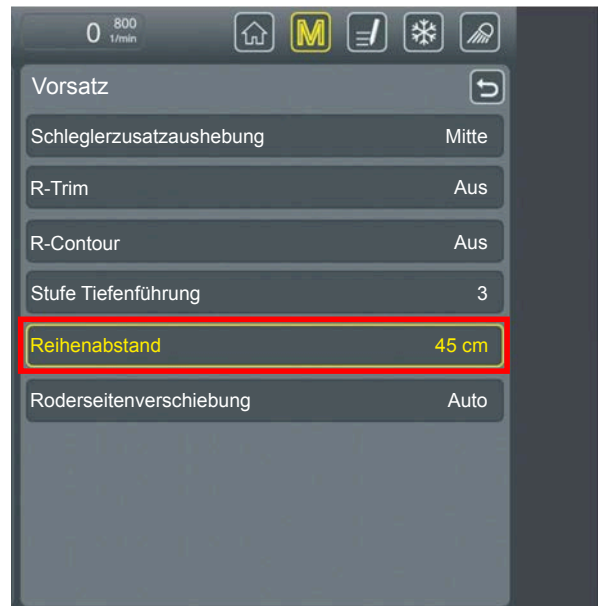 0 800
1/min
M
Vorsatz
Schleglerzusatzaushebung Mitte
R-Trim Aus
R-Contour Aus
Stufe Tiefenführung 3
Reihenabstand 45 cm
Roderseitenverschiebung Auto